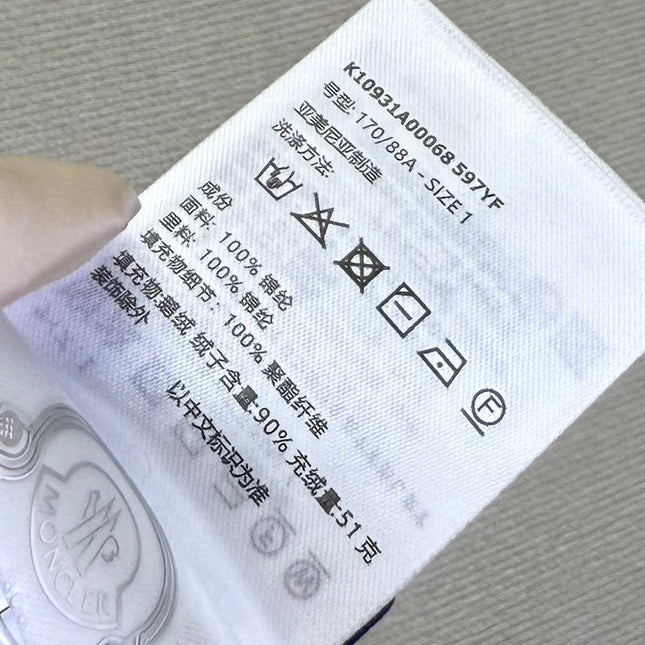 K10931A00068 597YF
号型: 170/88A - SIZE 1
亚美尼亚制造
洗涤方法:
F
成份
面料: 100% 锦纶
里料: 100% 锦纶
填充物细节: 100% 聚酯纤维
填充物:鹅绒 绒子含量:90% 充绒量:51 克
装饰除外
以中文标识为准
W
MONCLER